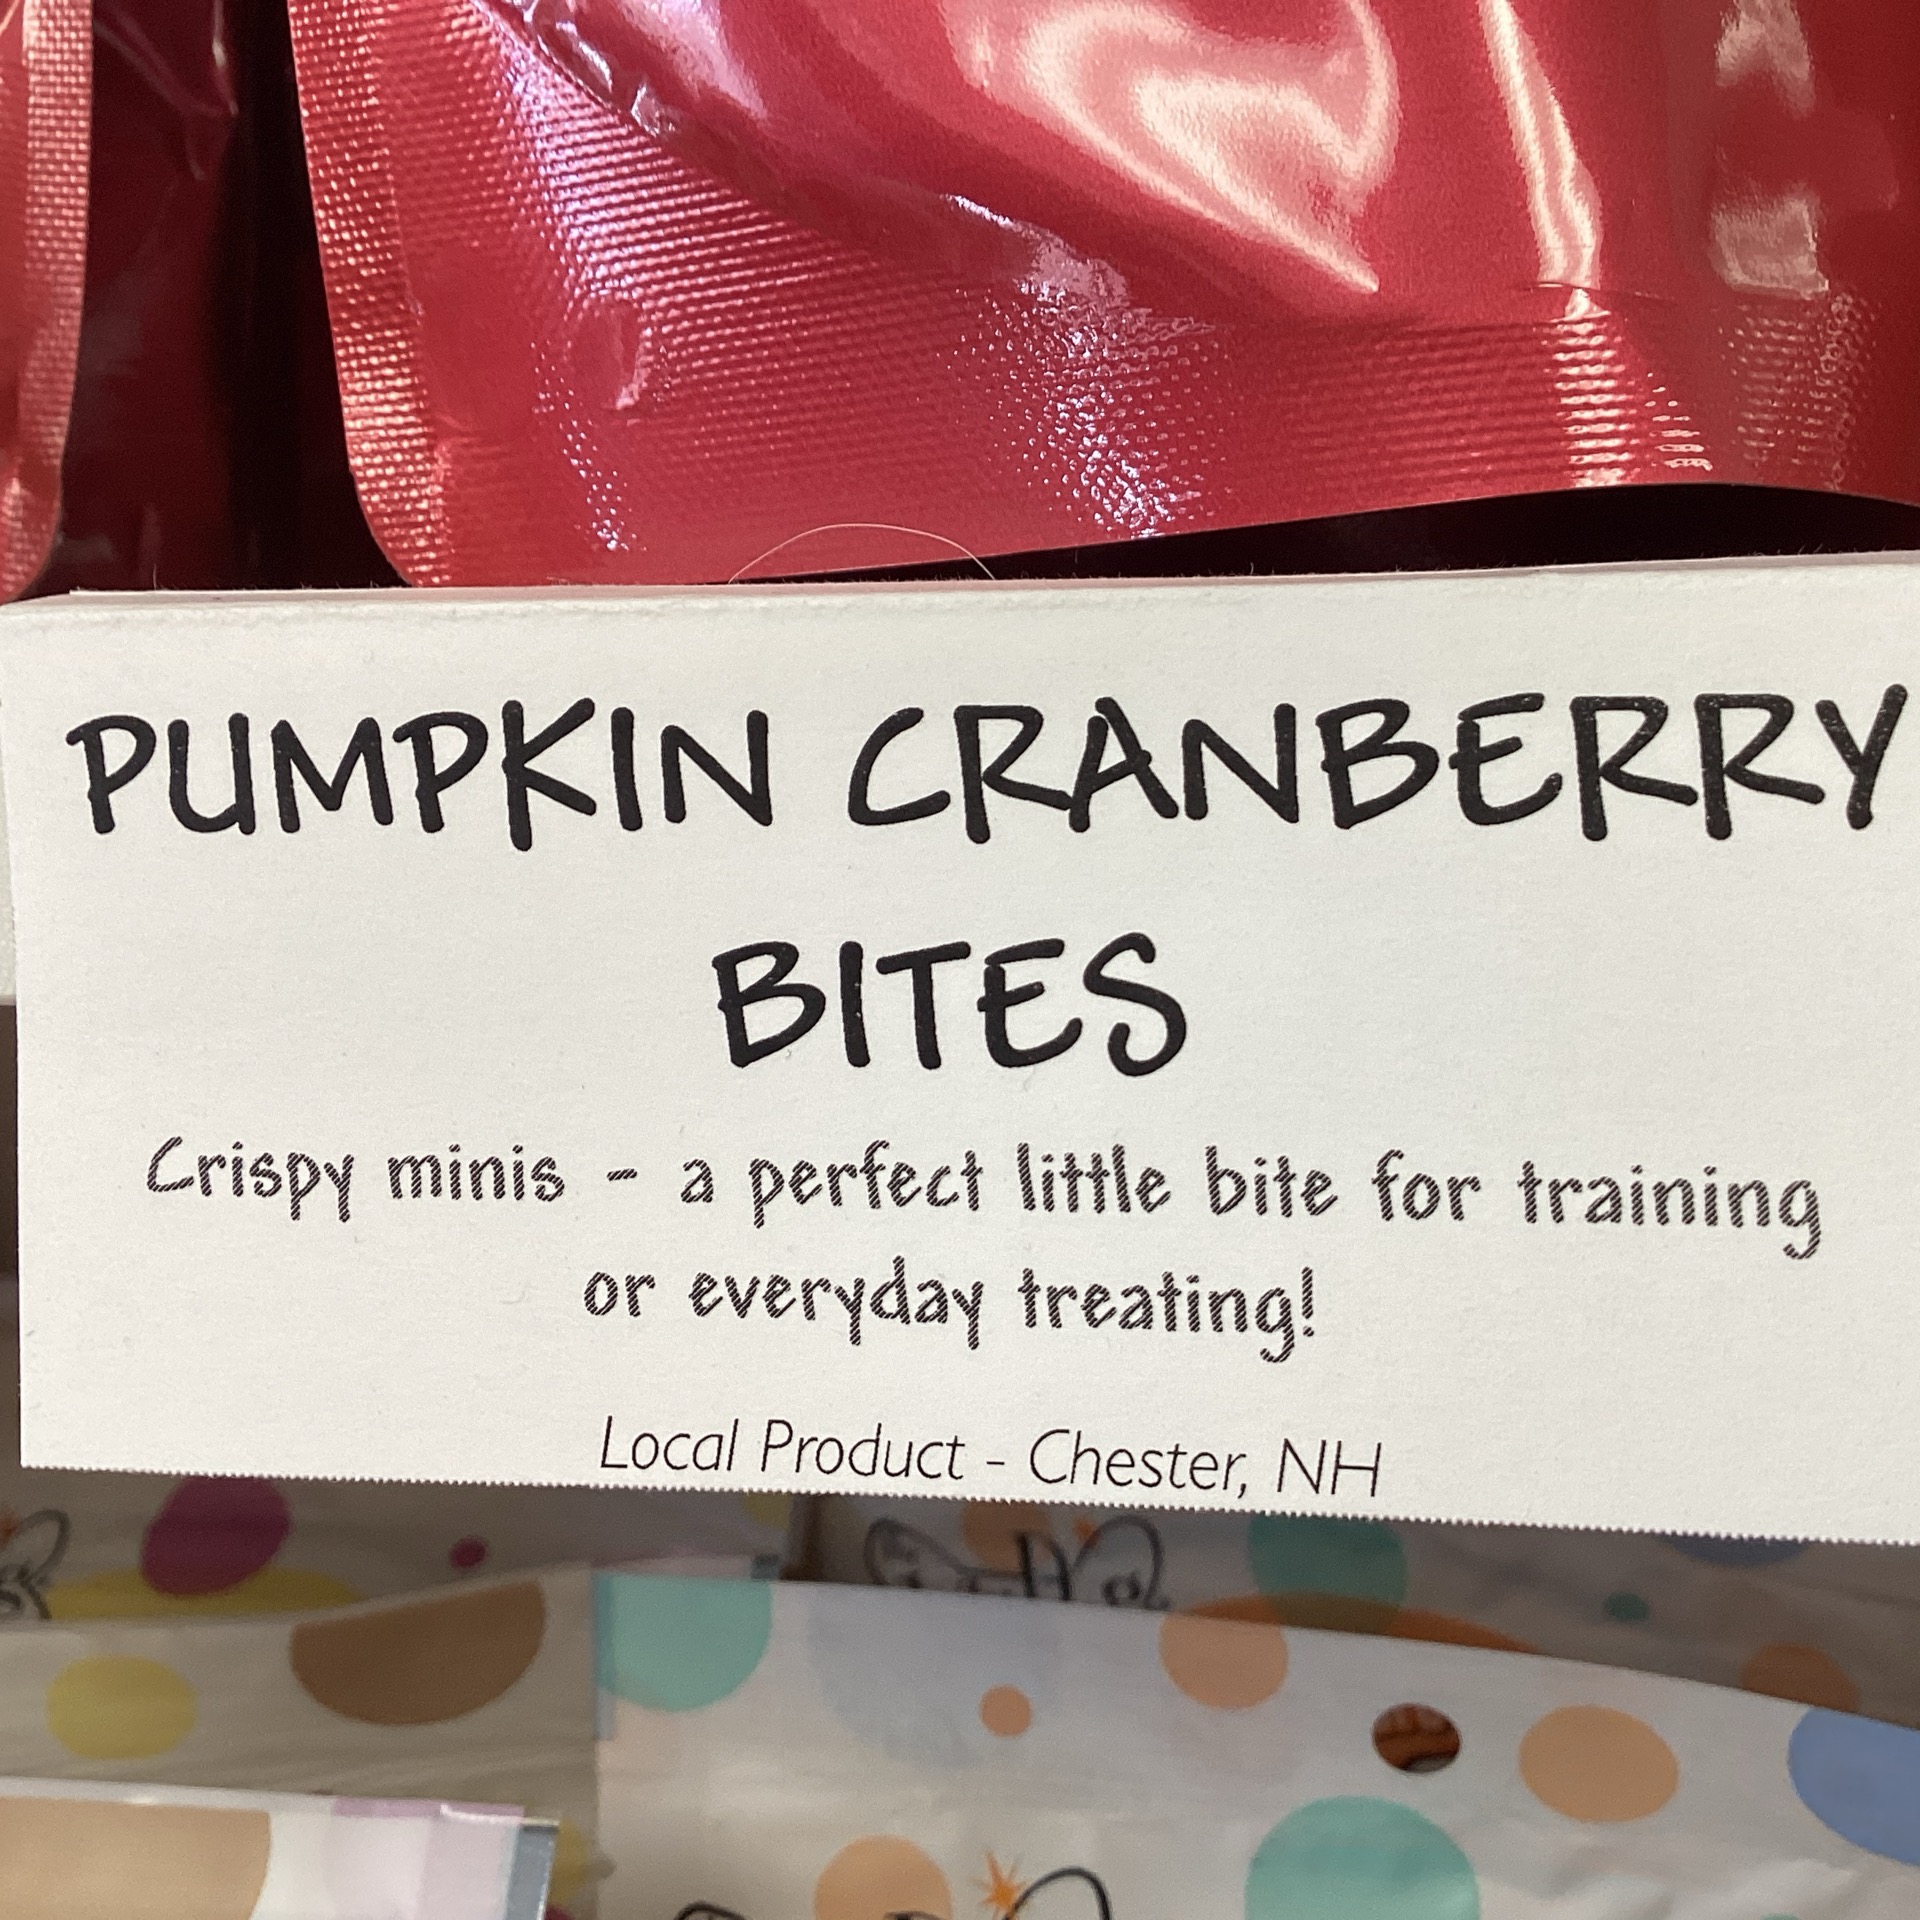 PUMPKIN CRANBERRY
BITES
Crispy minis - a perfect little bite for training
or everyday treating!
Local Product - Chester, NH